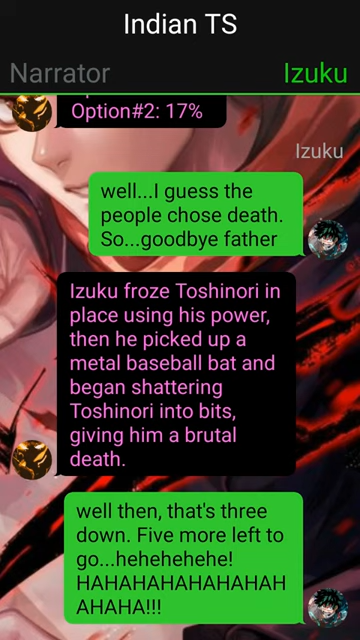 Indian TS
Narrator
Izuku
Option#2: 17%
Izuku
well...I guess the
people chose death.
So...goodbye father
Izuku froze Toshinori in
place using his power,
then he picked up a
metal baseball bat and
began shattering
Toshinori into bits,
giving him a brutal
death.
well then, that's three
down. Five more left to
go...hehehehehe!
HAHAHAHAHAHAHAH
AHAHA!!!